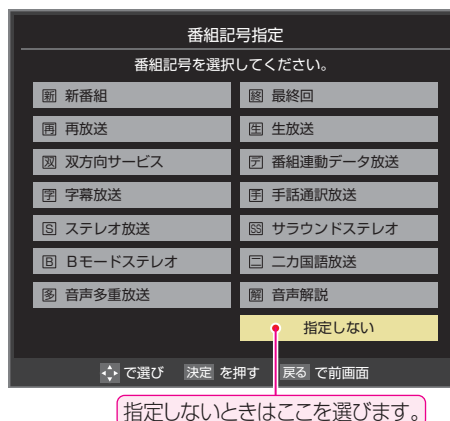 番組記号指定
番組記号を選択してください。
新 新番組
終 最終回
再 再放送
生 生放送
双 双方向サービス
デ 番組連動データ放送
字 字幕放送
手 手話通訳放送
S ステレオ放送
SS サラウンドステレオ
B Bモードステレオ
二 二カ国語放送
多 音声多重放送
解 音声解説
指定しない
で選び 決定 を押す 戻る で前画面
指定しないときはここを選びます。